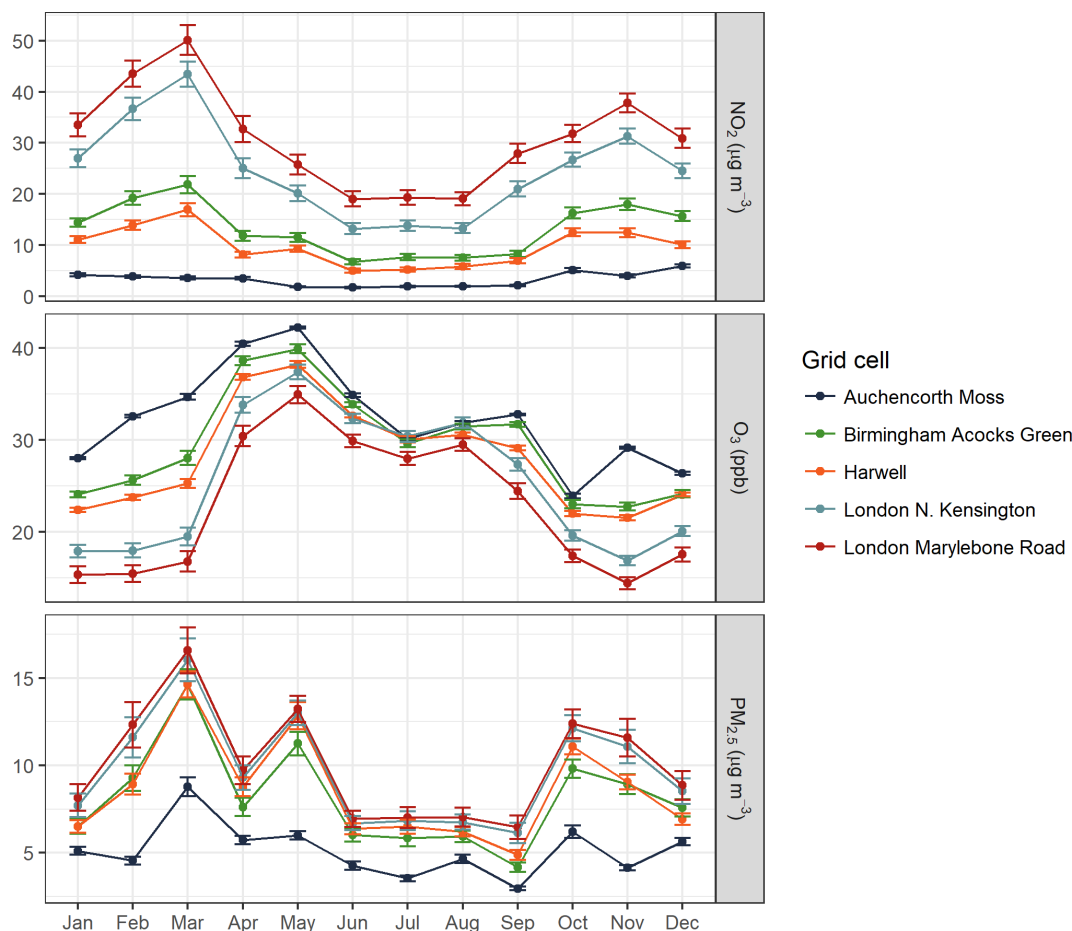 50
40
30
20
10
0
NO₂ (µg m⁻³)
40
30
20
O₃ (ppb)
15
10
5
PM₂.₅ (µg m⁻³)
Jan Feb Mar Apr May Jun Jul Aug Sep Oct Nov Dec
Grid cell
Auchencorth Moss
Birmingham Acocks Green
Harwell
London N. Kensington
London Marylebone Road